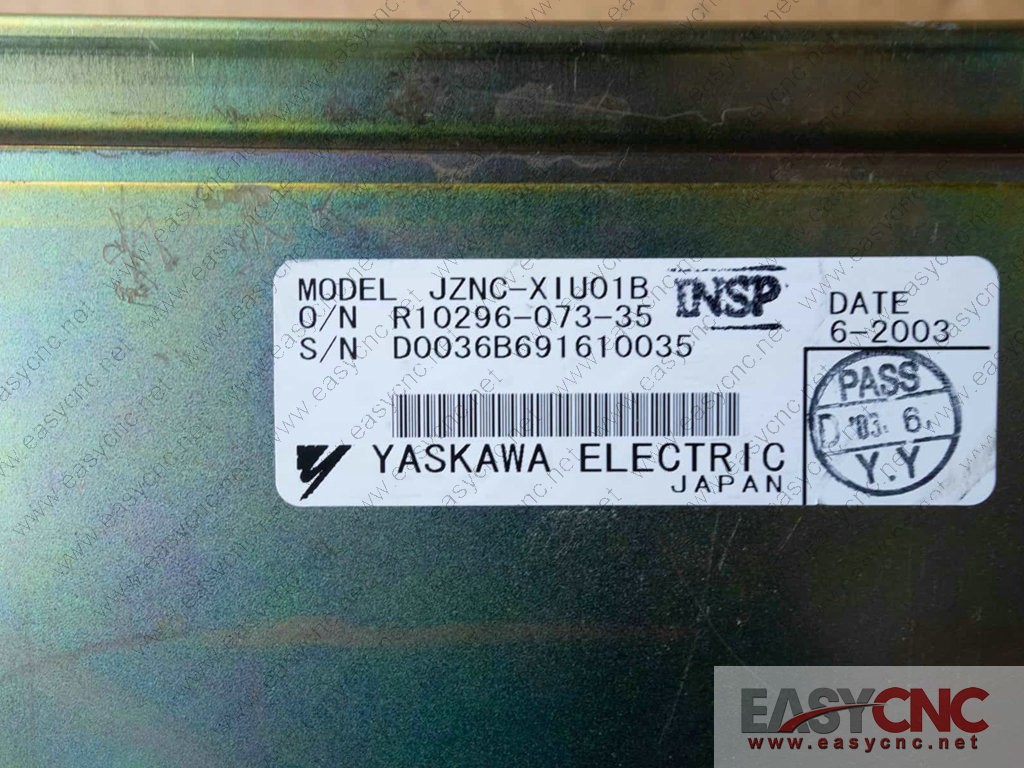 MODEL JZNC-XIU01B
INSP
DATE
O/N R10296-073-35
6-2003
S/N D0036B691610035
PASS
D '03. 6.
Y.Y
YASKAWA ELECTRIC
JAPAN
EASYCNC
www.easycnc.net